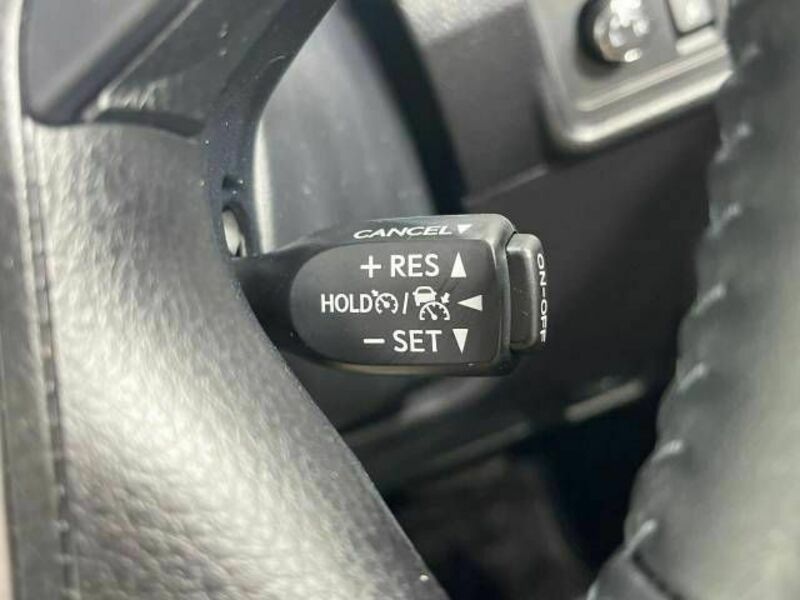 CANCEL▼
+ RES ▲
HOLD / ◀
− SET ▼
ON-OFF